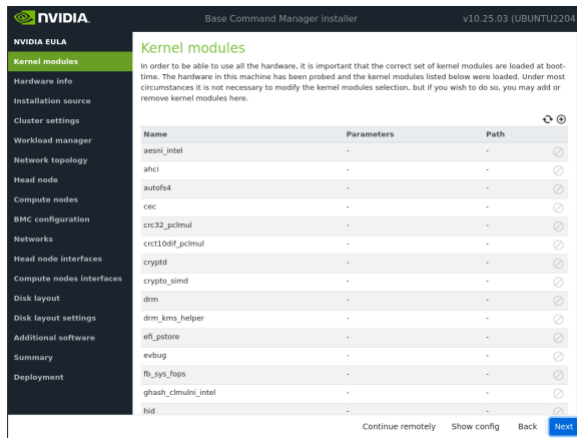 NVIDIA.
Base Command Manager installer
v10.25.03 (UBUNTU2204
NVIDIA EULA
Kernel modules
Hardware info
Installation source
Cluster settings
Workload manager
Network topology
Head node
Compute nodes
BMC configuration
Networks
Head node interfaces
Compute nodes interfaces
Disk layout
Disk layout settings
Additional software
Summary
Deployment
Kernel modules
In order to be able to use all the hardware, it is important that the correct set of kernel modules are loaded at boot-
time. The hardware in this machine has been probed and the kernel modules listed below were loaded. Under most
circumstances it is not necessary to modify the kernel modules selection, but if you wish to do so, you may add or
remove kernel modules here.
Name Parameters Path
aesni_intel - -
ahci - -
autofs4 - -
cec - -
crc32_pclmul - -
crct10dif_pclmul - -
cryptd - -
crypto_simd - -
drm - -
drm_kms_helper - -
efi_pstore - -
evbug - -
fb_sys_fops - -
ghash_clmulni_intel - -
hid - -
Continue remotely Show config Back Next